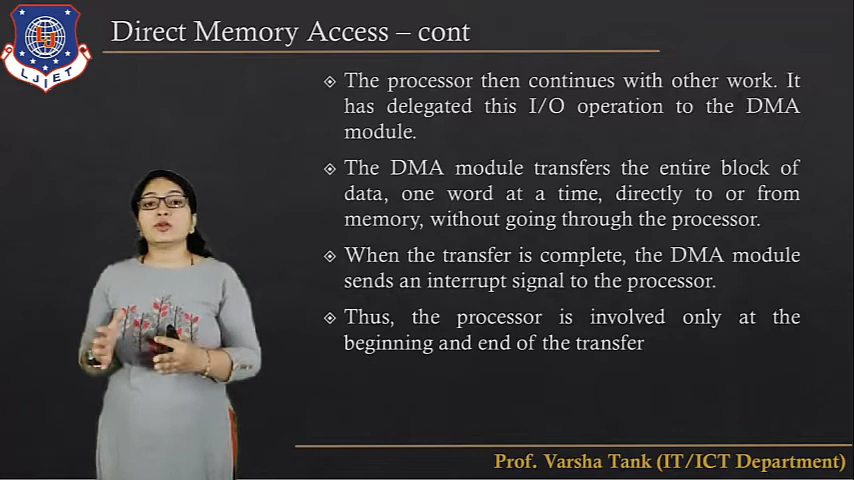 Direct Memory Access – cont
LJIET
The processor then continues with other work. It
has delegated this I/O operation to the DMA
module.
The DMA module transfers the entire block of
data, one word at a time, directly to or from
memory, without going through the processor.
When the transfer is complete, the DMA module
sends an interrupt signal to the processor.
Thus, the processor is involved only at the
beginning and end of the transfer
Prof. Varsha Tank (IT/ICT Department)